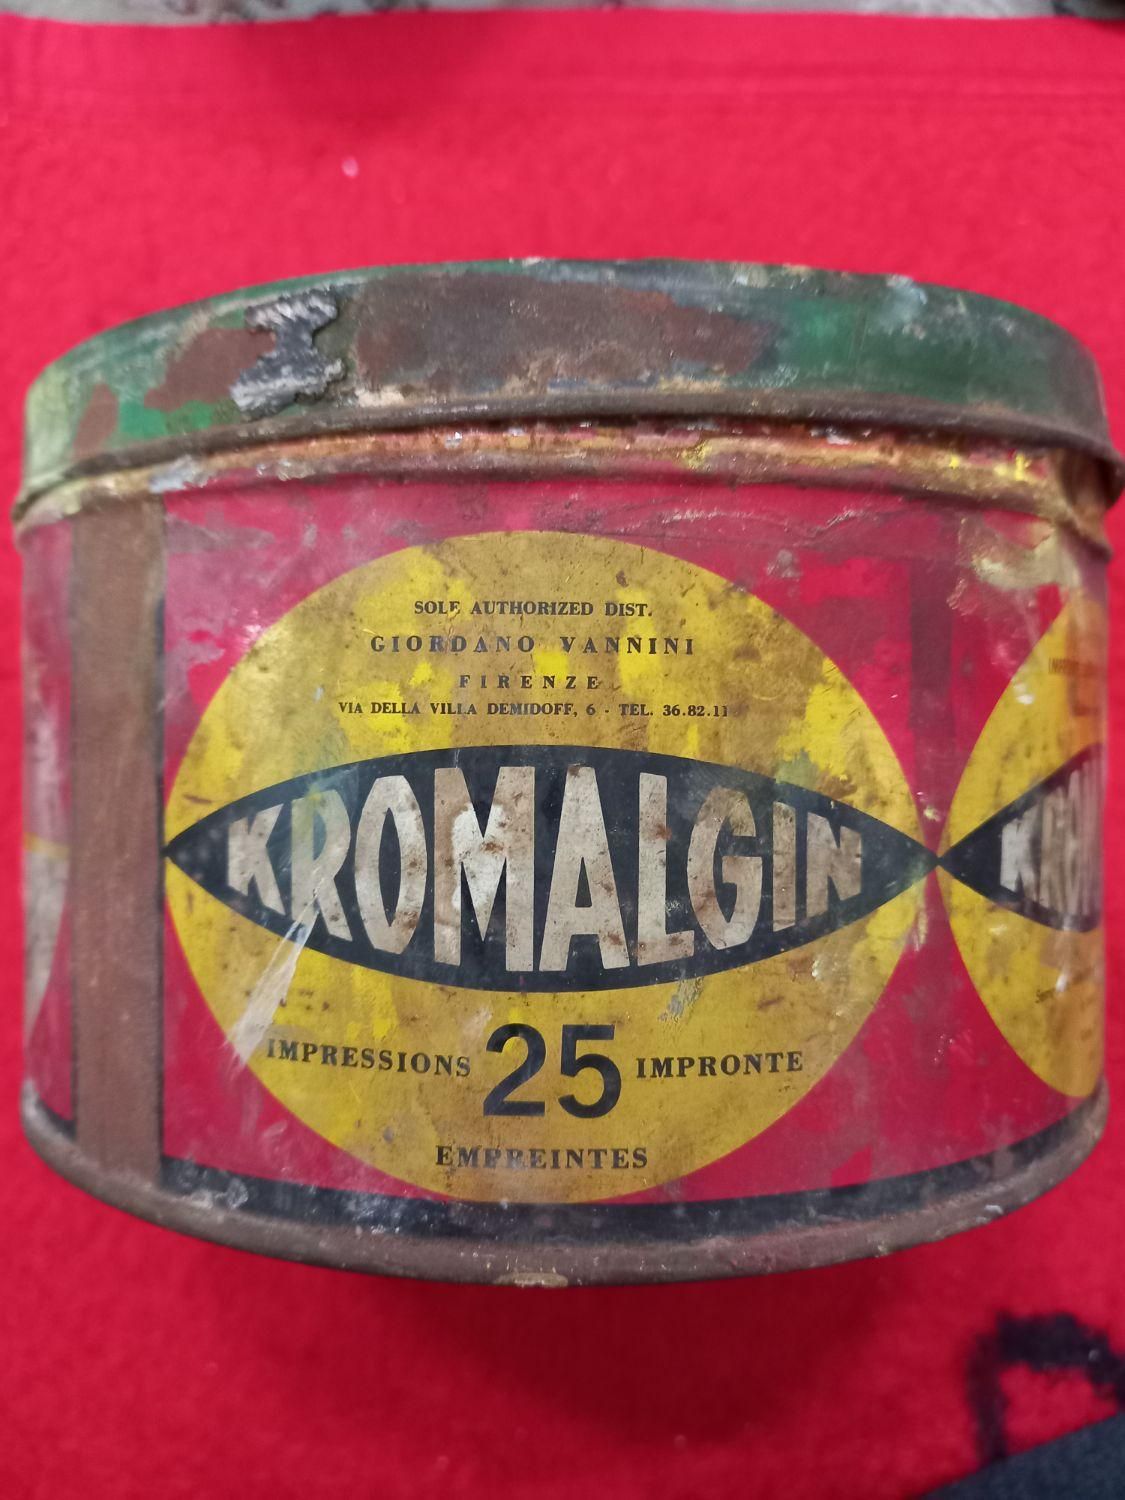 SOLE AUTHORIZED DIST.
GIORDANO VANNINI
FIRENZE
VIA DELLA VILLA DEMIDOFF, 6 - TEL. 36.82.11
KROMALGIN
IMPRESSIONS 25 IMPRONTE
EMPREINTES